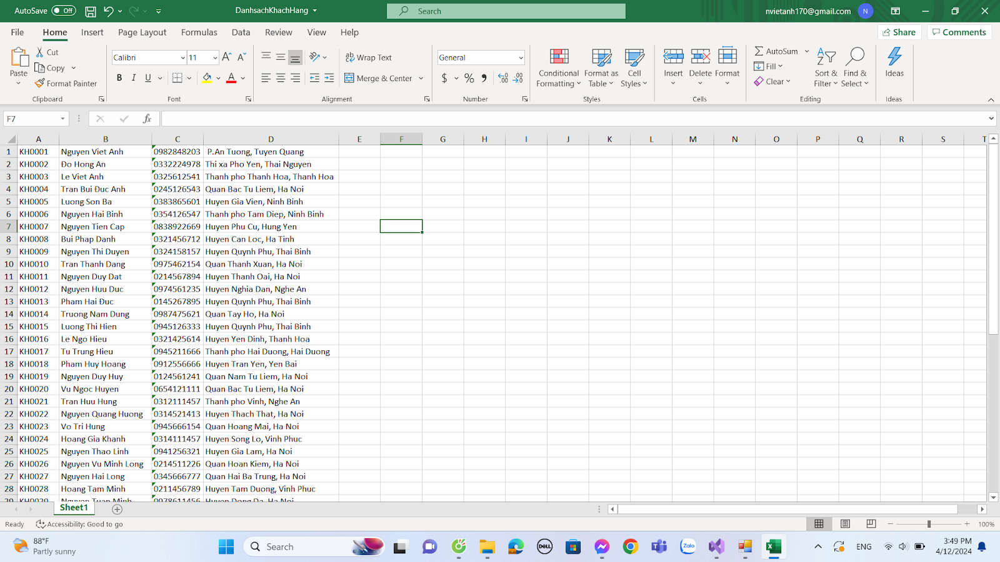 AutoSave Off DanhsachKhachHang Search nvietanh170@gmail.com N
File Home Insert Page Layout Formulas Data Review View Help Share Comments
Paste Cut Copy Format Painter Clipboard
Calibri 11 B I U Font
ab Wrap Text Merge & Center Alignment
General $ % Number
Conditional Formatting Format as Table Cell Styles Styles
Insert Delete Format Cells
AutoSum Fill Clear Sort & Filter Find & Select Editing
Ideas Ideas
F7 fx
A B C D E F G H I J K L M N O P Q R S T
1 KH0001 Nguyen Viet Anh 0982848203 P.An Tuong, Tuyen Quang
2 KH0002 Đo Hong An 0332224978 Thi xa Pho Yen, Thai Nguyen
3 KH0003 Le Viet Anh 0325612541 Thanh pho Thanh Hoa, Thanh Hoa
4 KH0004 Tran Bui Đuc Anh 0245126543 Quan Bac Tu Liem, Ha Noi
5 KH0005 Luong Son Ba 0383865601 Huyen Gia Vien, Ninh Binh
6 KH0006 Nguyen Hai Binh 0354126547 Thanh pho Tam Diep, Ninh Binh
7 KH0007 Nguyen Tien Cap 0838922669 Huyen Phu Cu, Hung Yen
8 KH0008 Bui Phap Danh 0321456712 Huyen Can Loc, Ha Tinh
9 KH0009 Nguyen Thi Duyen 0324158157 Huyen Quynh Phu, Thai Binh
10 KH0010 Tran Thanh Dang 0975462154 Quan Thanh Xuan, Ha Noi
11 KH0011 Nguyen Duy Dat 0214567894 Huyen Thanh Oai, Ha Noi
12 KH0012 Nguyen Huu Duc 0974561235 Huyen Nghia Dan, Nghe An
13 KH0013 Pham Hai Đuc 0145267895 Huyen Quynh Phu, Thai Binh
14 KH0014 Truong Nam Dung 0987475621 Quan Tay Ho, Ha Noi
15 KH0015 Luong Thi Hien 0945126333 Huyen Quynh Phu, Thai Binh
16 KH0016 Le Ngo Hieu 0321425614 Huyen Yen Dinh, Thanh Hoa
17 KH0017 Tu Trung Hieu 0945211666 Thanh pho Hai Duong, Hai Duong
18 KH0018 Pham Huy Hoang 0912556666 Huyen Tran Yen, Yen Bai
19 KH0019 Nguyen Duy Huy 0124561241 Quan Nam Tu Liem, Ha Noi
20 KH0020 Vu Ngoc Huyen 0654121111 Quan Bac Tu Liem, Ha Noi
21 KH0021 Tran Huu Hung 0312111457 Thanh pho Vinh, Nghe An
22 KH0022 Nguyen Quang Huong 0314521413 Huyen Thach That, Ha Noi
23 KH0023 Vo Tri Hung 0945666154 Quan Hoang Mai, Ha Noi
24 KH0024 Hoang Gia Khanh 0314111457 Huyen Song Lo, Vinh Phuc
25 KH0025 Nguyen Thao Linh 0941256321 Huyen Gia Lam, Ha Noi
26 KH0026 Nguyen Vu Minh Long 0214511226 Quan Hoan Kiem, Ha Noi
27 KH0027 Nguyen Hai Long 0345666777 Quan Hai Ba Trung, Ha Noi
28 KH0028 Hoang Tam Minh 0211456789 Huyen Tam Duong, Vinh Phuc
29 KH0029 Nguyen Tuan Minh 0978611456 Huyen Dong Da, Ha Noi
Sheet1
Ready Accessibility: Good to go 100%
88°F
Partly sunny
Search DELL Zalo ENG
3:49 PM
4/12/2024